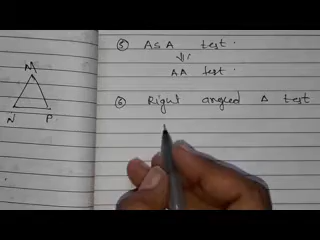 M
N P
⑤ ASA test.
⇓
AA test.
⑥ Right angled Δ test